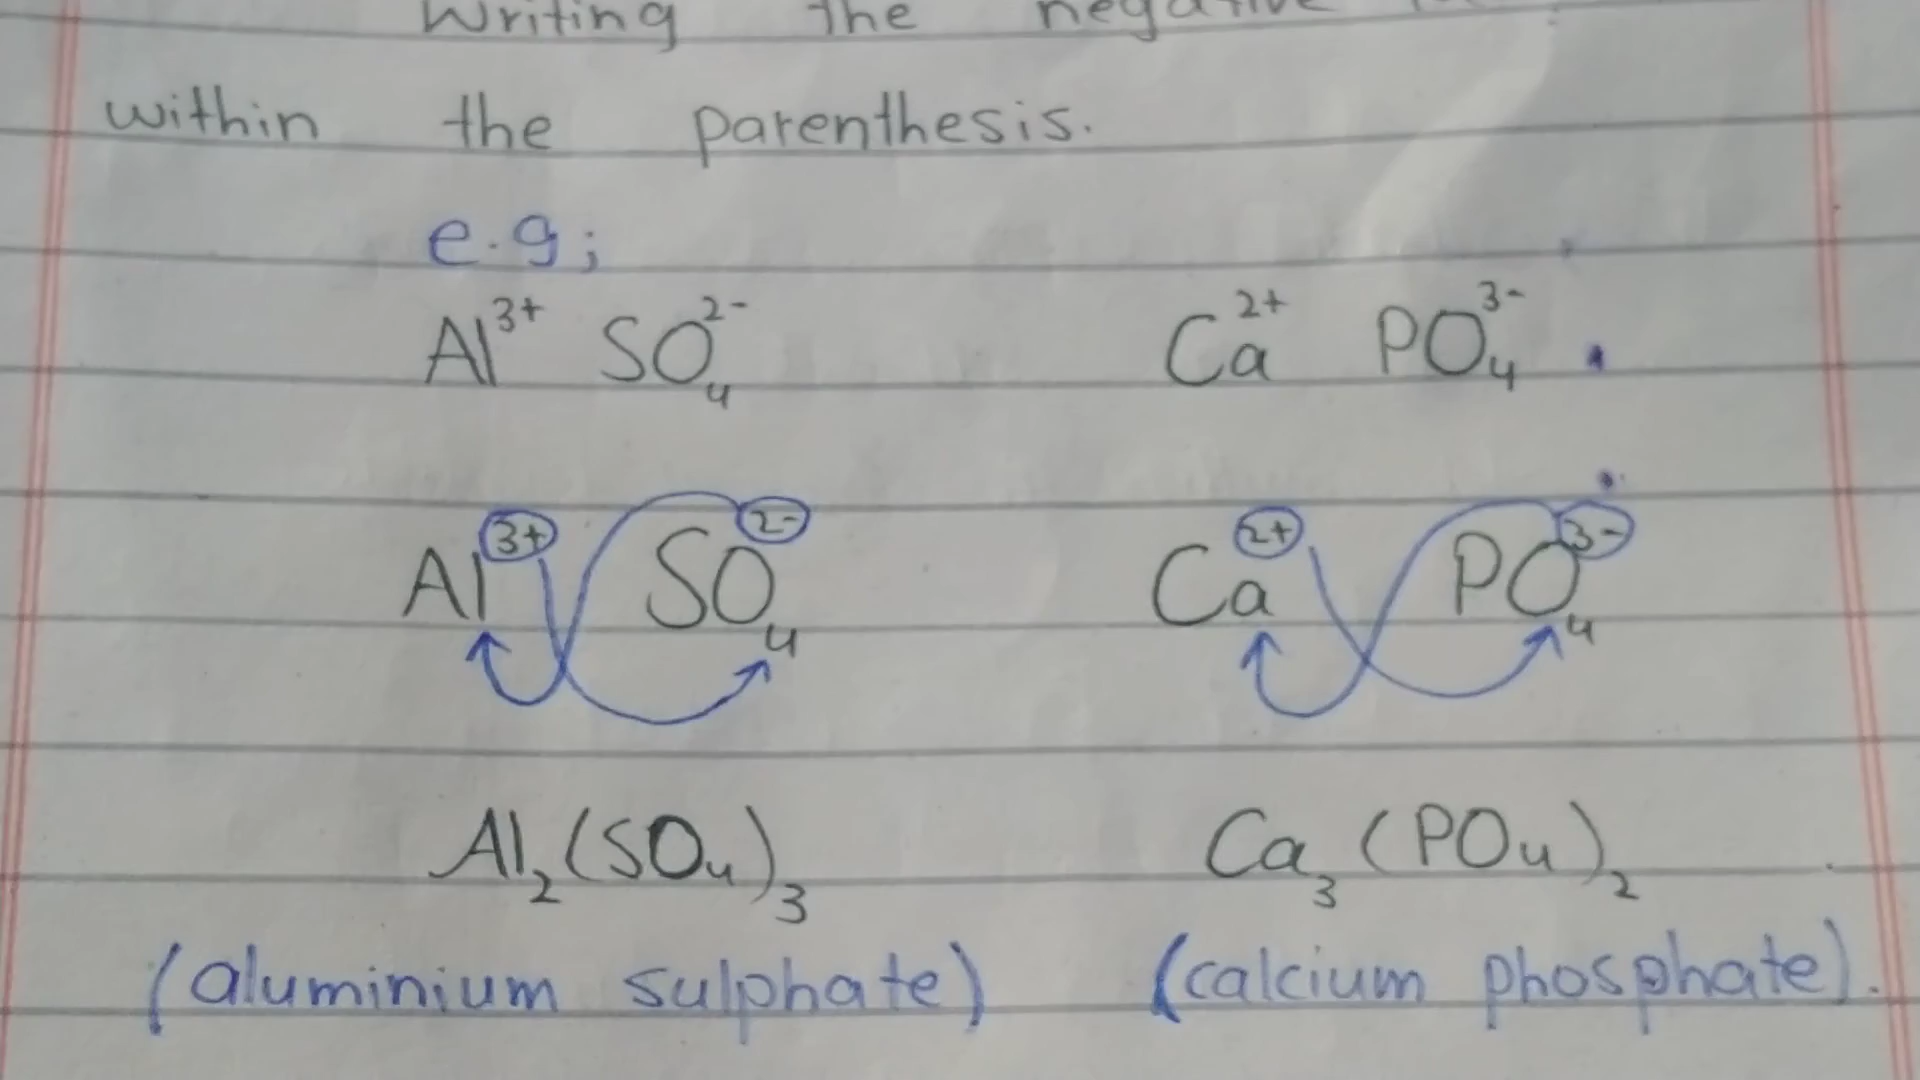 Writing the negative
within the parenthesis.
e.g;
Al³⁺ SO₄²⁻ Ca²⁺ PO₄³⁻.
Al³⁺ SO₄²⁻ Ca²⁺ PO₄³⁻
Al₂(SO₄)₃ Ca₃(PO₄)₂
(aluminium sulphate) (calcium phosphate).